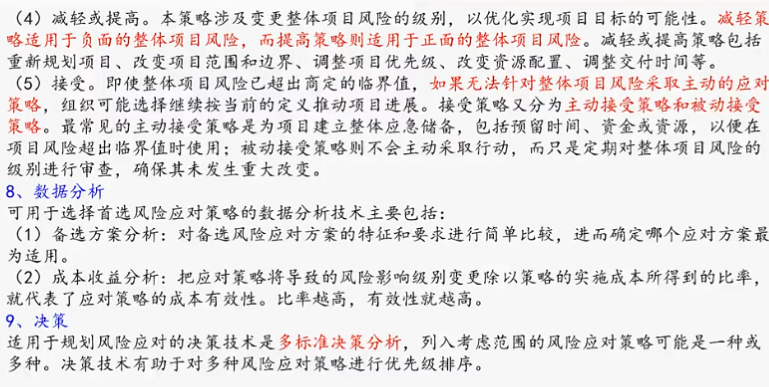 （4）减轻或提高。本策略涉及变更整体项目风险的级别，以优化实现项目目标的可能性。减轻策
略适用于负面的整体项目风险，而提高策略则适用于正面的整体项目风险。减轻或提高策略包括
重新规划项目、改变项目范围和边界、调整项目优先级、改变资源配置、调整交付时间等。
（5）接受。即使整体项目风险已超出商定的临界值，如果无法针对整体项目风险采取主动的应对
策略，组织可能选择继续按当前的定义推动项目进展。接受策略又分为主动接受策略和被动接受
策略。最常见的主动接受策略是为项目建立整体应急储备，包括预留时间、资金或资源，以便在
项目风险超出临界值时使用；被动接受策略则不会主动采取行动，而只是定期对整体项目风险的
级别进行审查，确保其未发生重大改变。
8、数据分析
可用于选择首选风险应对策略的数据分析技术主要包括：
（1）备选方案分析：对备选风险应对方案的特征和要求进行简单比较，进而确定哪个应对方案最
为适用。
（2）成本收益分析：把应对策略将导致的风险影响级别变更除以策略的实施成本所得到的比率，
就代表了应对策略的成本有效性。比率越高，有效性就越高。
9、决策
适用于规划风险应对的决策技术是多标准决策分析，列入考虑范围的风险应对策略可能是一种或
多种。决策技术有助于对多种风险应对策略进行优先级排序。